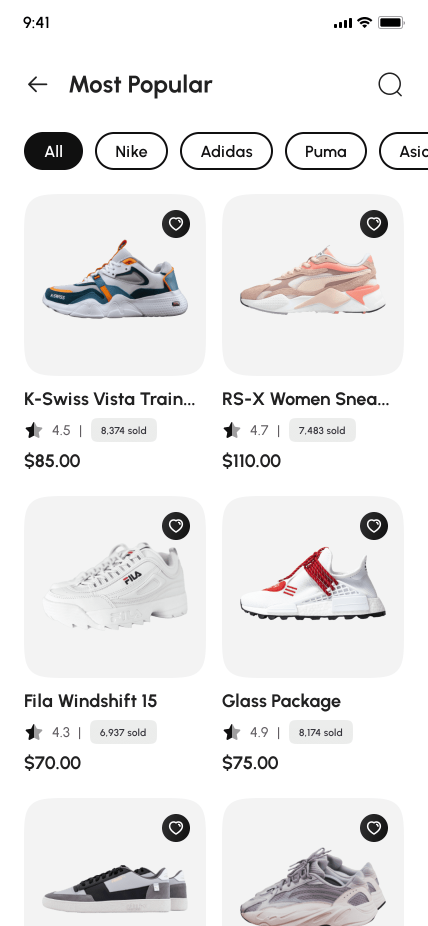 9:41
Most Popular
All
Nike
Adidas
Puma
Asic
K-SWISS
K-Swiss Vista Train...
RS-X Women Snea...
4.5 | 8,374 sold
4.7 | 7,483 sold
$85.00
$110.00
FILA
Fila Windshift 15
Glass Package
4.3 | 6,937 sold
4.9 | 8,174 sold
$70.00
$75.00